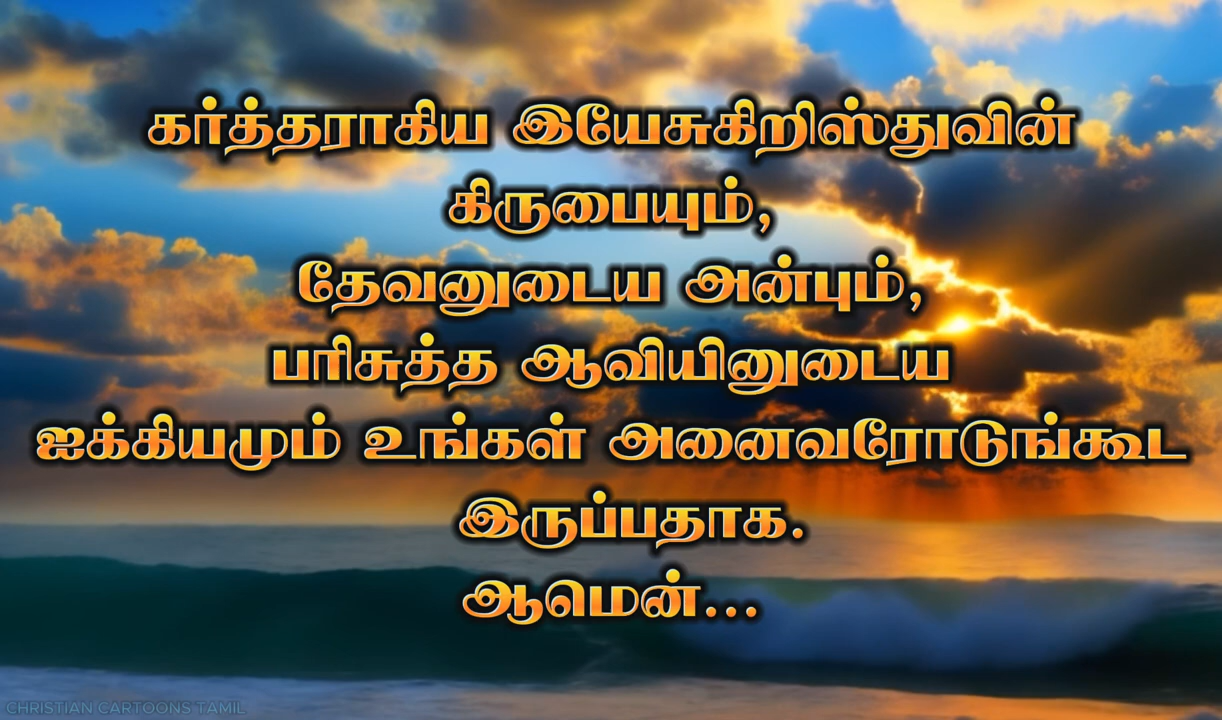 கர்த்தராகிய இயேசுகிறிஸ்துவின்
கிருபையும்,
தேவனுடைய அன்பும்,
பரிசுத்த ஆவியினுடைய
ஐக்கியமும் உங்கள் அனைவரோடுங்கூட
இருப்பதாக.
ஆமென்...
CHRISTIAN CARTOONS TAMIL